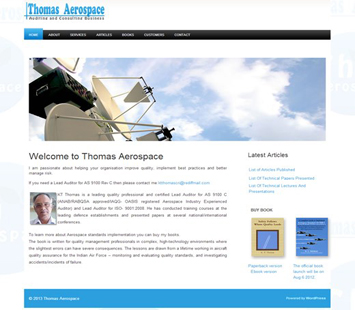 Thomas Aerospace
Auditing and Consulting Business
HOME ABOUT SERVICES ARTICLES BOOKS CUSTOMERS CONTACT
Welcome to Thomas Aerospace
I am passionate about helping your organisation improve quality, implement best practices and better
manage risk.
If you need a Lead Auditor for AS 9100 Rev C then please contact me
KT Thomas is a leading quality professional and certified Lead Auditor for AS 9100 C
(ANAB/RABQSA approved/IAQG- OASIS registered Aerospace Industry Experienced
(Auditor) and Lead Auditor for ISO- 9001:2008. He has conducted training courses at the
leading defence establishments and presented papers at several national/international
conferences.
To learn more about Aerospace standards implementation you can buy my books.
The book is written for quality management professionals in complex, high-technology environments where
the slightest errors can have severe consequences. The lessons are drawn from a lifetime working in aircraft
quality assurance for the Indian Air Force – monitoring and evaluating quality standards, and investigating
accidents/incidents of failure.
Latest Articles
List Of Articles Published
List Of Technical Papers Presented
List Of Technical Lectures And
Presentations
BUY BOOK
Paperback version
Ebook version
The official book
launch will be on
Aug 4 2012
© 2013 Thomas Aerospace
Powered by WordPress